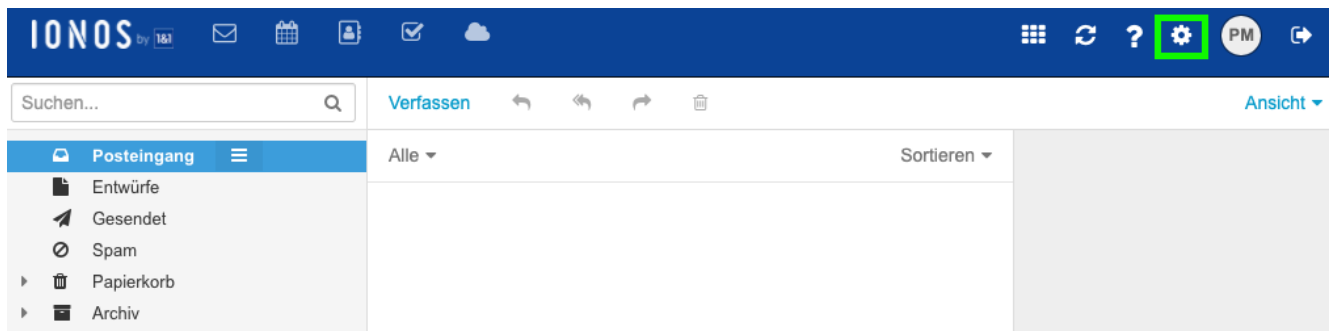 IONOS by 1&1
?
PM
Suchen...
Verfassen
Ansicht
Posteingang
Alle
Sortieren
Entwürfe
Gesendet
Spam
Papierkorb
Archiv